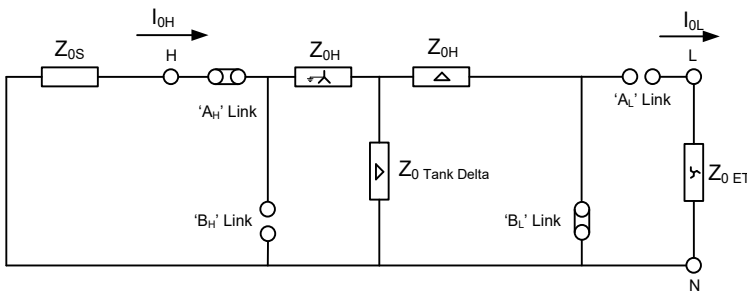 I0H
I0L
Z0S
H
Z0H
Z0H
L
'AH' Link
'AL' Link
Z0 Tank Delta
Z0 ET
'BH' Link
'BL' Link
N